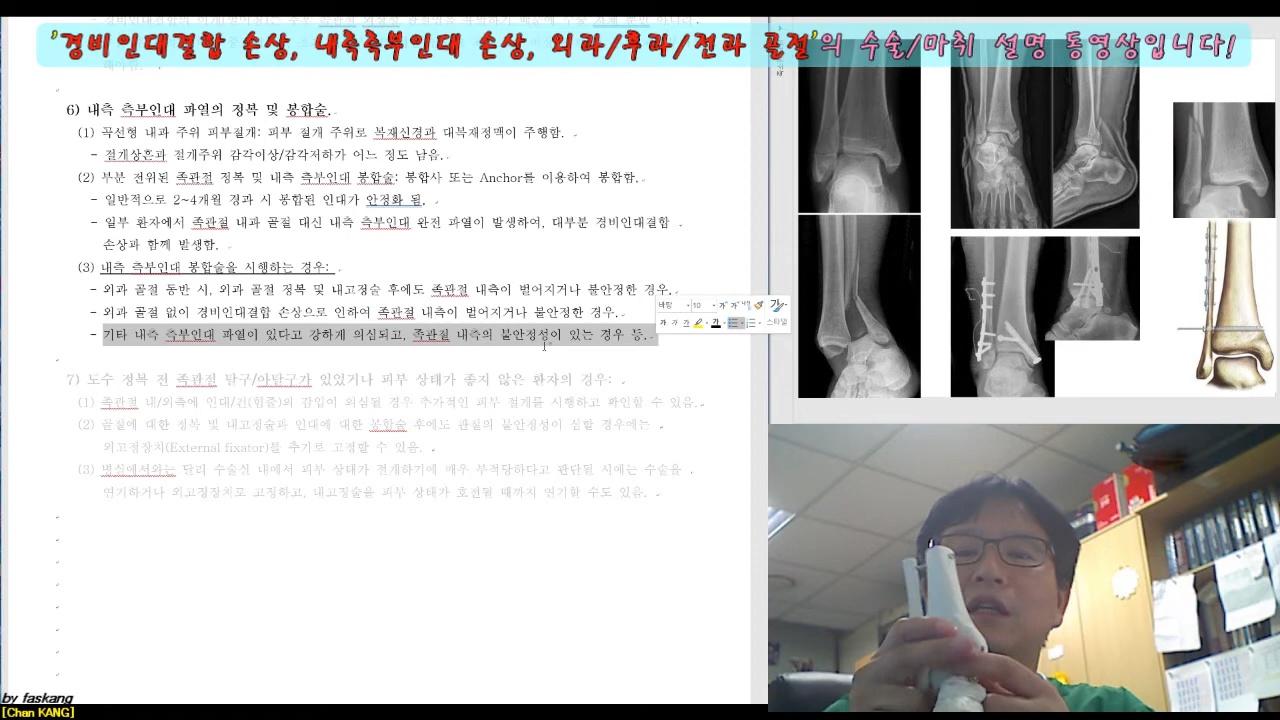 '경비인대결합 손상, 내측측부인대 손상, 외과/후과/전과 골절'의 수술/마취 설명 동영상입니다!
6) 내측 측부인대 파열의 정복 및 봉합술.
(1) 곡선형 내과 주위 피부절개: 피부 절개 주위로 복재신경과 대복재정맥이 주행함.
- 절개상흔과 절개주위 감각이상/감각저하가 어느 정도 남음.
(2) 부분 전위된 족관절 정복 및 내측 측부인대 봉합술: 봉합사 또는 Anchor를 이용하여 봉합함.
- 일반적으로 2~4개월 경과 시 봉합된 인대가 안정화 됨.
- 일부 환자에서 족관절 내과 골절 대신 내측 측부인대 완전 파열이 발생하여, 대부분 경비인대결합
손상과 함께 발생함.
(3) 내측 측부인대 봉합술을 시행하는 경우:
- 외과 골절 동반 시, 외과 골절 정복 및 내고정술 후에도 족관절 내측이 벌어지거나 불안정한 경우.
- 외과 골절 없이 경비인대결합 손상으로 인하여 족관절 내측이 벌어지거나 불안정한 경우.
- 기타 내측 측부인대 파열이 있다고 강하게 의심되고, 족관절 내측의 불안정성이 있는 경우 등.
바탕 10 가 가
가 가 가 가 스타일
7) 도수 정복 전 족관절 탈구/아탈구가 있었거나 피부 상태가 좋지 않은 환자의 경우:
(1) 족관절 내/외측에 인대/건(힘줄)의 감입이 의심될 경우 추가적인 피부 절개를 시행하고 확인할 수 있음.
(2) 골절에 대한 정복 및 내고정술과 인대에 대한 봉합술 후에도 관절의 불안정성이 심할 경우에는
외고정장치(External fixator)를 추가로 고정할 수 있음.
(3) 병실에서와는 달리 수술실 내에서 피부 상태가 전개하기에 매우 부적당하다고 판단될 시에는 수술을
연기하거나 외고정장치로 고정하고, 내고정술을 피부 상태가 호전될 때까지 연기할 수도 있음.
by faskang
[Chan KANG]